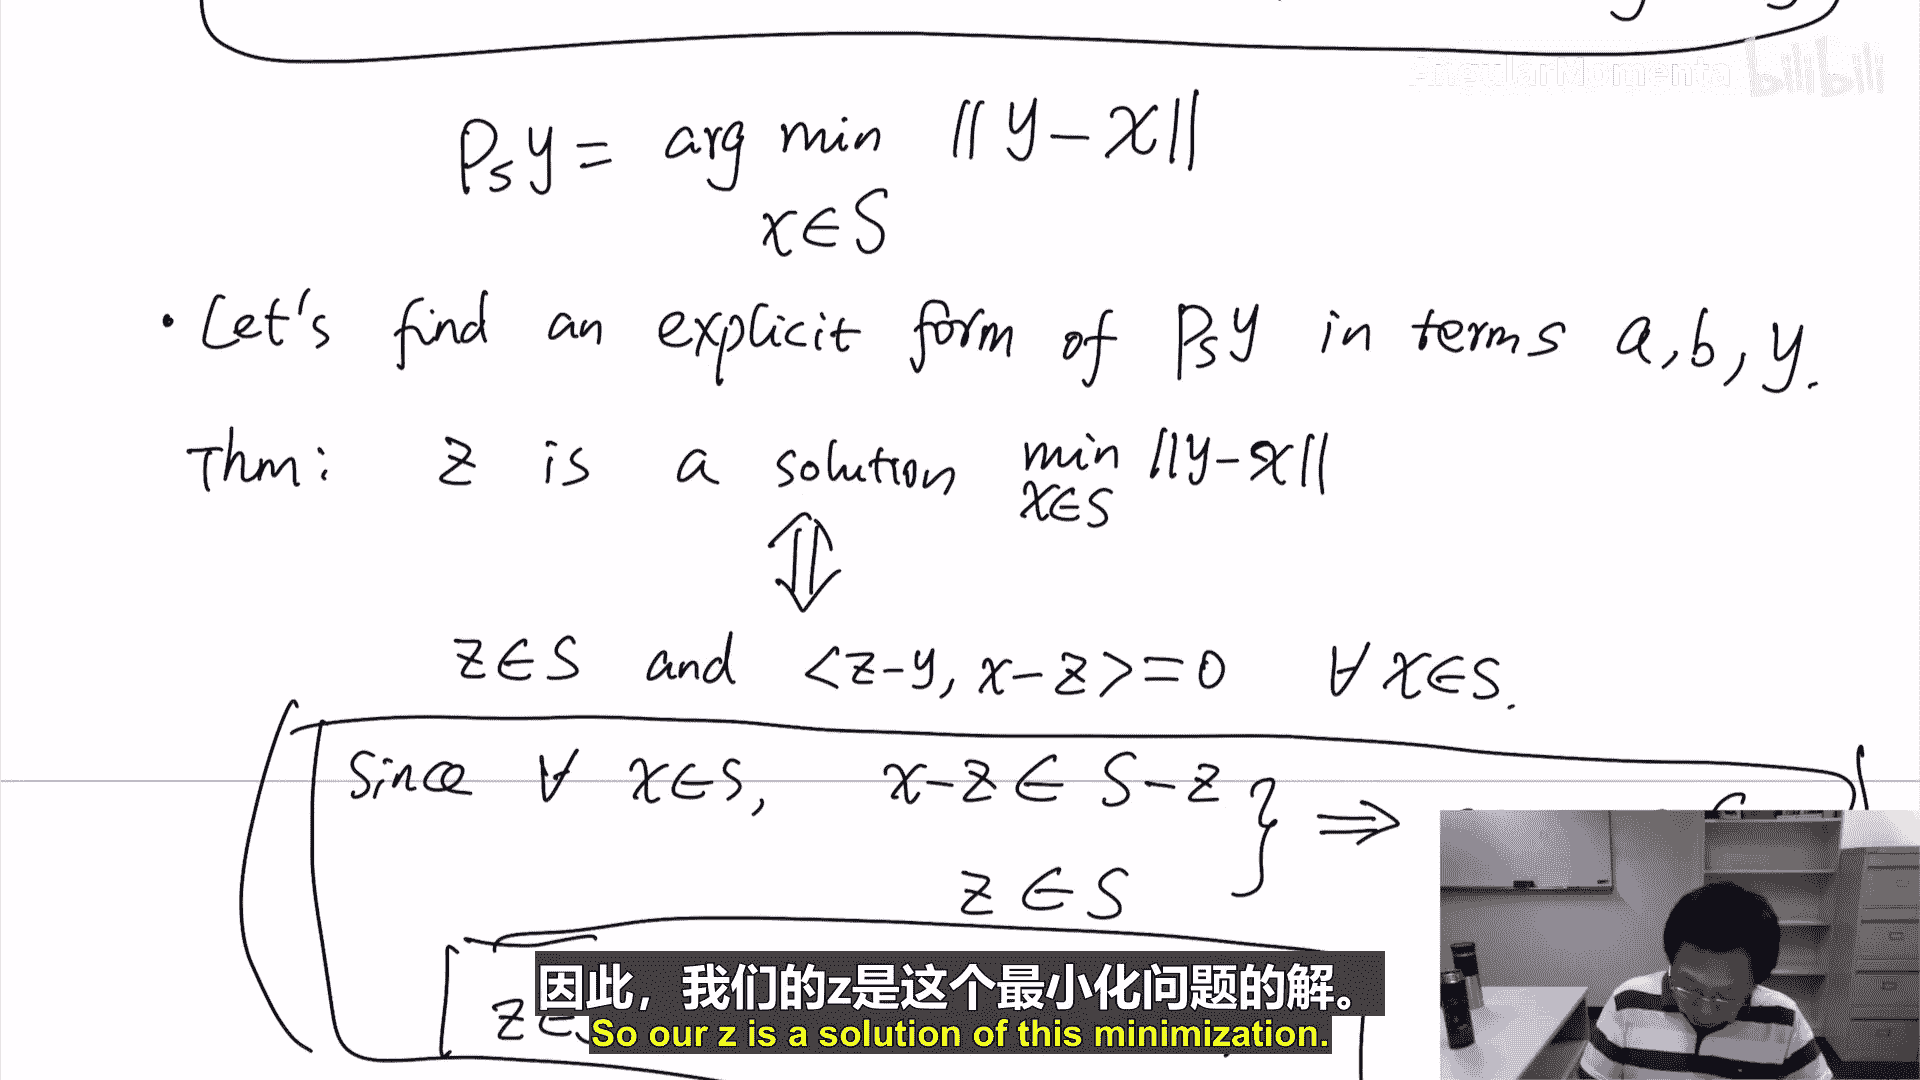 AngularMomenta bilibili
P_S y = arg min ‖y − x‖
x∈S
• Let's find an explicit form of P_S y in terms a, b, y.
Thm: z is a solution min ‖y−x‖
x∈S
⇕
z∈S and <z−y, x−z>=0 ∀ x∈S.
Since ∀ x∈S, x−z ∈ S−z
} ⇒
z ∈ S
z∈
因此，我们的z是这个最小化问题的解。
So our z is a solution of this minimization.